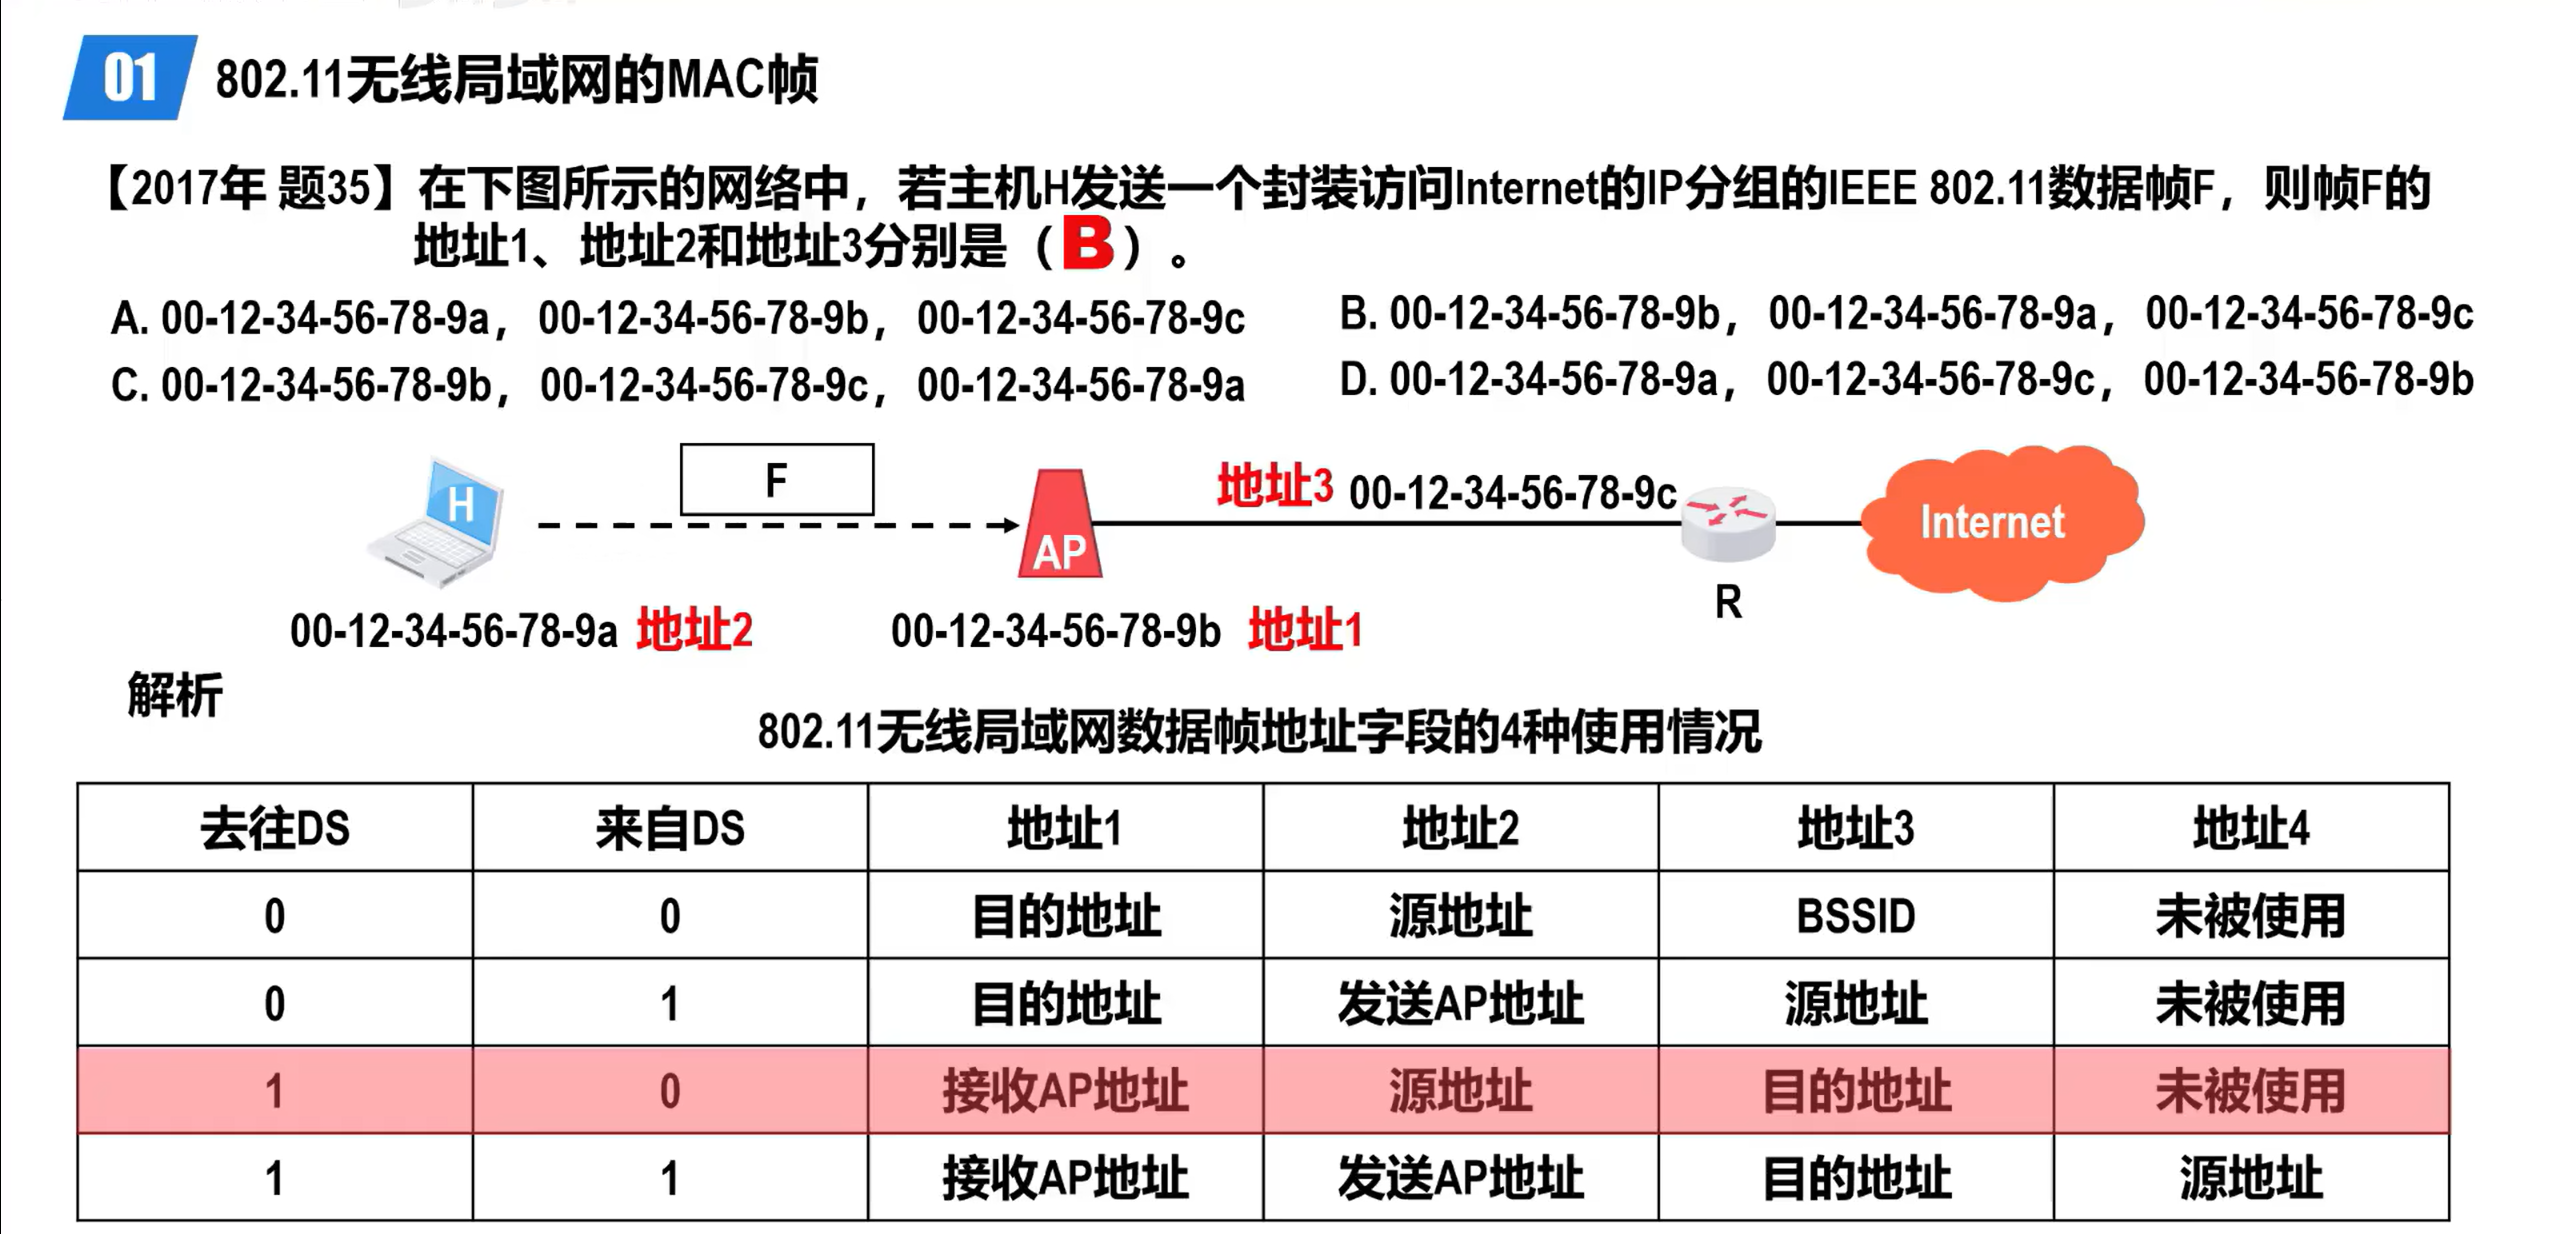 01 802.11无线局域网的MAC帧
【2017年 题35】在下图所示的网络中，若主机H发送一个封装访问Internet的IP分组的IEEE 802.11数据帧F，则帧F的
地址1、地址2和地址3分别是（B）。
A. 00-12-34-56-78-9a，00-12-34-56-78-9b，00-12-34-56-78-9c
B. 00-12-34-56-78-9b，00-12-34-56-78-9a，00-12-34-56-78-9c
C. 00-12-34-56-78-9b，00-12-34-56-78-9c，00-12-34-56-78-9a
D. 00-12-34-56-78-9a，00-12-34-56-78-9c，00-12-34-56-78-9b
H
F
AP
地址3 00-12-34-56-78-9c
Internet
R
00-12-34-56-78-9a 地址2
00-12-34-56-78-9b 地址1
解析
802.11无线局域网数据帧地址字段的4种使用情况
去往DS 来自DS 地址1 地址2 地址3 地址4
0 0 目的地址 源地址 BSSID 未被使用
0 1 目的地址 发送AP地址 源地址 未被使用
1 0 接收AP地址 源地址 目的地址 未被使用
1 1 接收AP地址 发送AP地址 目的地址 源地址